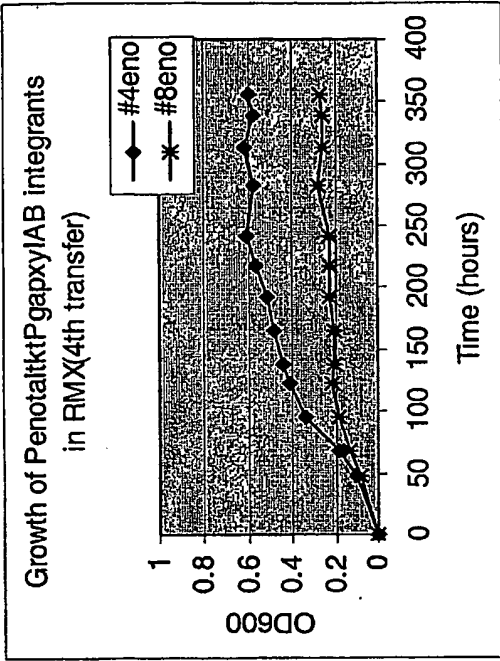 Growth of PenotaltktPgapxylAB integrants
in RMX(4th transfer)
#4eno
#8eno
OD600
1
0.8
0.6
0.4
0.2
0
0 50 100 150 200 250 300 350 400
Time (hours)